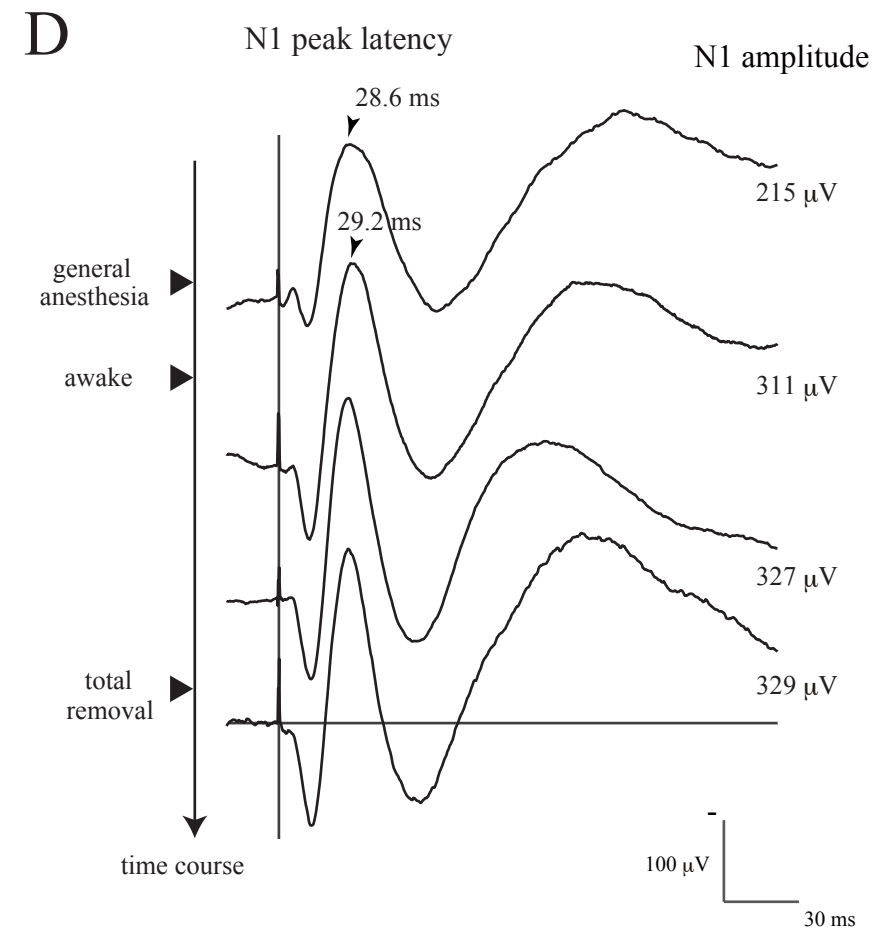 D
N1 peak latency
N1 amplitude
28.6 ms
215 μV
29.2 ms
general
anesthesia
awake
311 μV
327 μV
total
removal
329 μV
time course
-
100 μV
30 ms